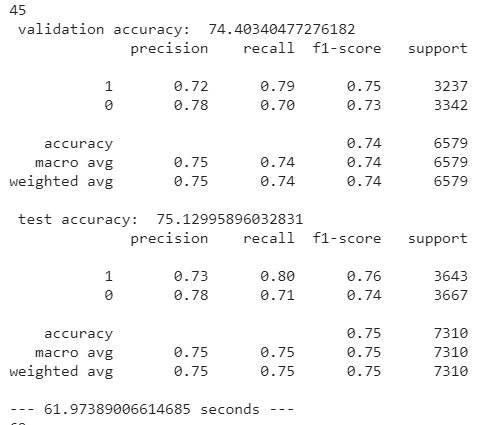 45
validation accuracy:  74.40340477276182
precision    recall  f1-score   support
1       0.72      0.79      0.75      3237
0       0.78      0.70      0.73      3342
accuracy                           0.74      6579
macro avg       0.75      0.74      0.74      6579
weighted avg       0.75      0.74      0.74      6579
test accuracy:  75.12995896032831
precision    recall  f1-score   support
1       0.73      0.80      0.76      3643
0       0.78      0.71      0.74      3667
accuracy                           0.75      7310
macro avg       0.75      0.75      0.75      7310
weighted avg       0.75      0.75      0.75      7310
--- 61.97389006614685 seconds ---